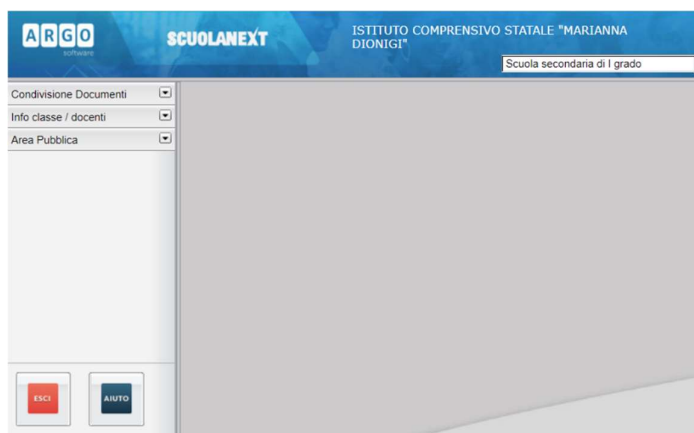 ARGO
software
SCUOLANEXT
ISTITUTO COMPRENSIVO STATALE "MARIANNA
DIONIGI"
Scuola secondaria di I grado
Condivisione Documenti
Info classe / docenti
Area Pubblica
ESCI
AIUTO